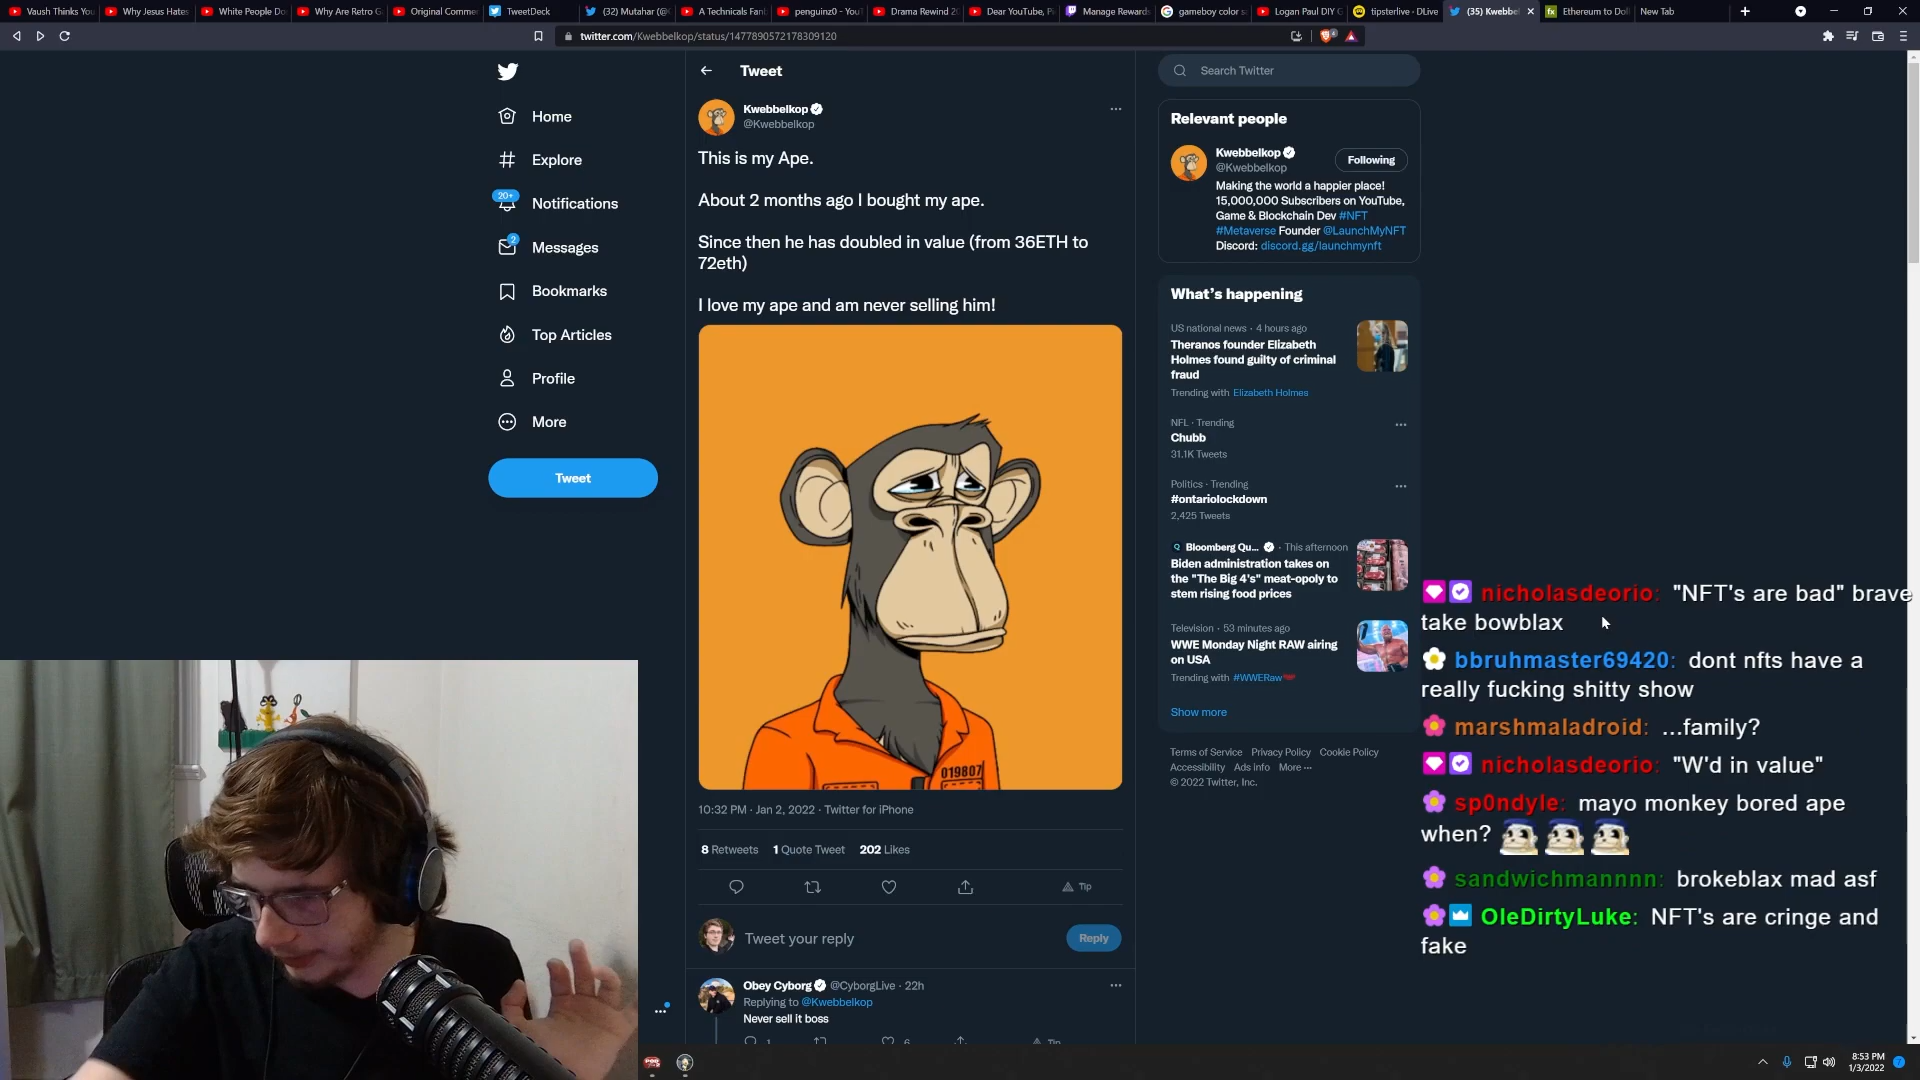 Vaush Thinks You
Why Jesus Hates
White People Do
Why Are Retro G
Original Comme
TweetDeck
(32) Mutahar (@
A Technicals Fan
penguinz0 - You
Drama Rewind 20
Dear YouTube, P
Manage Rewards
gameboy color s
Logan Paul DIY G
tipsterlive · DLive
(35) Kwebbel
Ethereum to Doll
New Tab
twitter.com/Kwebbelkop/status/1477890572178309120
Home
Explore
20+
Notifications
2
Messages
Bookmarks
Top Articles
Profile
More
Tweet
Tweet
Kwebbelkop
@Kwebbelkop
This is my Ape.
About 2 months ago I bought my ape.
Since then he has doubled in value (from 36ETH to
72eth)
I love my ape and am never selling him!
019807
10:32 PM · Jan 2, 2022 · Twitter for iPhone
8 Retweets 1 Quote Tweet 202 Likes
Tip
Tweet your reply
Reply
Obey Cyborg @CyborgLive · 22h
Replying to @Kwebbelkop
Never sell it boss
1
6
Tip
Search Twitter
Relevant people
Kwebbelkop
@Kwebbelkop
Following
Making the world a happier place!
15,000,000 Subscribers on YouTube,
Game & Blockchain Dev #NFT
#Metaverse Founder @LaunchMyNFT
Discord: discord.gg/launchmynft
What's happening
US national news · 4 hours ago
Theranos founder Elizabeth
Holmes found guilty of criminal
fraud
Trending with Elizabeth Holmes
NFL · Trending
Chubb
31.1K Tweets
Politics · Trending
#ontariolockdown
2,425 Tweets
Bloomberg Qu... · This afternoon
Biden administration takes on
the "The Big 4's" meat-opoly to
stem rising food prices
Television · 53 minutes ago
WWE Monday Night RAW airing
on USA
Trending with #WWERaw
Show more
Terms of Service Privacy Policy Cookie Policy
Accessibility Ads info More ···
© 2022 Twitter, Inc.
nicholasdeorio: "NFT's are bad" brave
take bowblax
bbruhmaster69420: dont nfts have a
really fucking shitty show
marshmaladroid: ...family?
nicholasdeorio: "W'd in value"
sp0ndyle: mayo monkey bored ape
when?
sandwichmannnn: brokeblax mad asf
OleDirtyLuke: NFT's are cringe and
fake
8:53 PM
1/3/2022